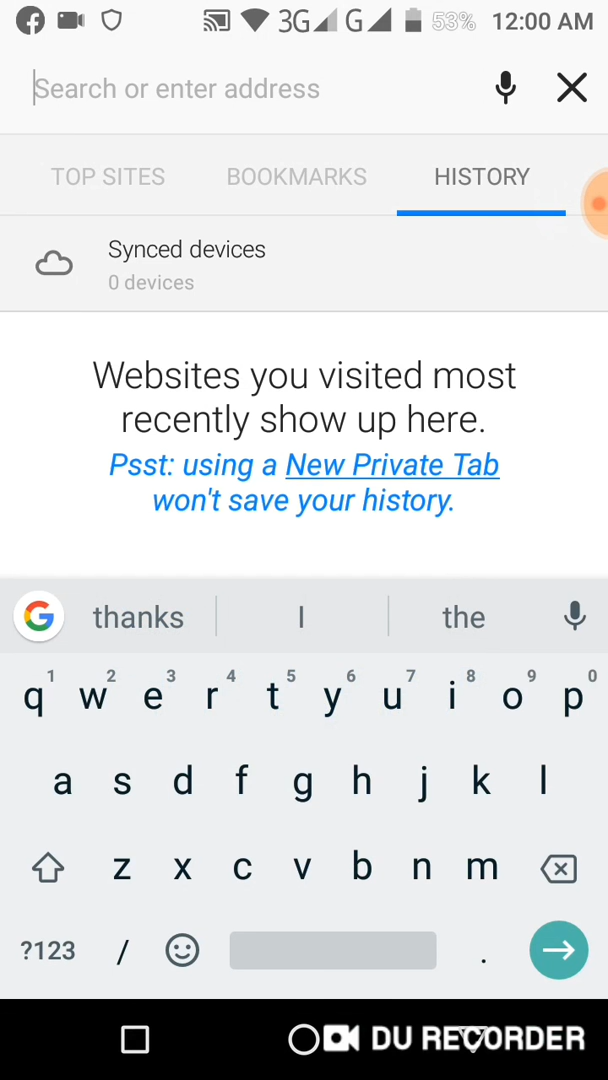 3G G 53% 12:00 AM
Search or enter address
TOP SITES BOOKMARKS HISTORY
Synced devices
0 devices
Websites you visited most
recently show up here.
Psst: using a New Private Tab
won't save your history.
G thanks I the
1 2 3 4 5 6 7 8 9 0
q w e r t y u i o p
a s d f g h j k l
z x c v b n m
?123 / .
DU RECORDER